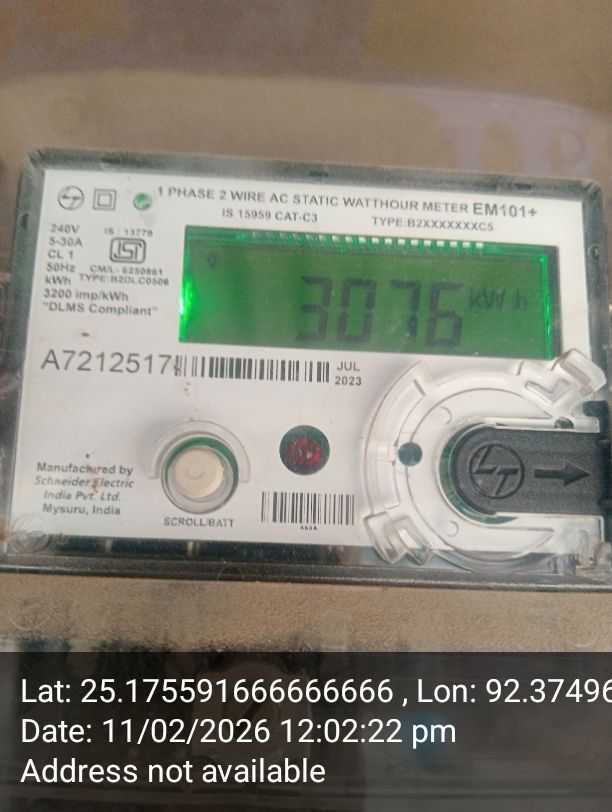 1 PHASE 2 WIRE AC STATIC WATTHOUR METER EM101+
IS 15959 CAT-C3 TYPE:B2XXXXXXXC5
240V
5-30A
CL 1
50Hz
kWh
3200 imp/kWh
"DLMS Compliant"
IS : 13779
ISI
CM/L- 6250861
TYPE:B20LC0506
3076 kWh
A7212517
JUL
2023
Manufactured by
Schneider Electric
India Pvt. Ltd.
Mysuru, India
SCROLL/BATT
LT
Lat: 25.175591666666666 , Lon: 92.37496
Date: 11/02/2026 12:02:22 pm
Address not available